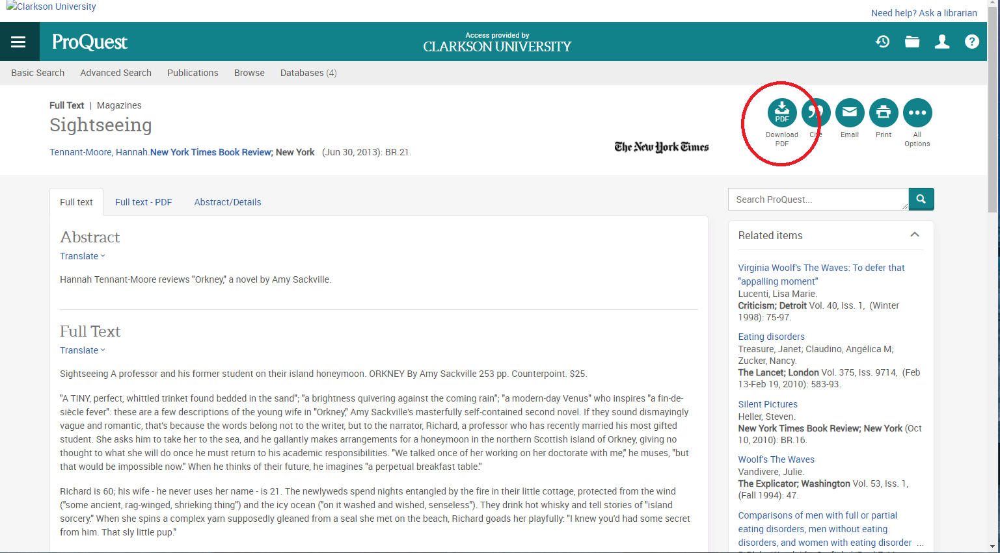 Clarkson University
Need help? Ask a librarian
ProQuest
Access provided by
CLARKSON UNIVERSITY
Basic Search Advanced Search Publications Browse Databases (4)
Full Text | Magazines
Sightseeing
Tennant-Moore, Hannah.New York Times Book Review; New York (Jun 30, 2013): BR.21.
The New York Times
PDF
Download PDF
Cite
Email
Print
All Options
Full text Full text - PDF Abstract/Details
Abstract
Translate
Hannah Tennant-Moore reviews "Orkney," a novel by Amy Sackville.
Full Text
Translate
Sightseeing A professor and his former student on their island honeymoon. ORKNEY By Amy Sackville 253 pp. Counterpoint. $25.
"A TINY, perfect, whittled trinket found bedded in the sand"; "a brightness quivering against the coming rain"; "a modern-day Venus" who inspires "a fin-de-
siècle fever": these are a few descriptions of the young wife in "Orkney," Amy Sackville's masterfully self-contained second novel. If they sound dismayingly
vague and romantic, that's because the words belong not to the writer, but to the narrator, Richard, a professor who has recently married his most gifted
student. She asks him to take her to the sea, and he gallantly makes arrangements for a honeymoon in the northern Scottish island of Orkney, giving no
thought to what she will do once he must return to his academic responsibilities. "We talked once of her working on her doctorate with me," he muses, "but
that would be impossible now." When he thinks of their future, he imagines "a perpetual breakfast table."
Richard is 60; his wife - he never uses her name - is 21. The newlyweds spend nights entangled by the fire in their little cottage, protected from the wind
("some ancient, rag-winged, shrieking thing") and the icy ocean ("on it washed and wished, senseless"). They drink hot whisky and tell stories of "island
sorcery." When she spins a complex yarn supposedly gleaned from a seal she met on the beach, Richard goads her playfully: "I knew you'd had some secret
from him. That sly little pup."
Search ProQuest...
Related items
Virginia Woolf's The Waves: To defer that
"appalling moment"
Lucenti, Lisa Marie.
Criticism; Detroit Vol. 40, Iss. 1, (Winter
1998): 75-97.
Eating disorders
Treasure, Janet; Claudino, Angélica M;
Zucker, Nancy.
The Lancet; London Vol. 375, Iss. 9714, (Feb
13-Feb 19, 2010): 583-93.
Silent Pictures
Heller, Steven.
New York Times Book Review; New York (Oct
10, 2010): BR.16.
Woolf's The Waves
Vandivere, Julie.
The Explicator; Washington Vol. 53, Iss. 1,
(Fall 1994): 47.
Comparisons of men with full or partial
eating disorders, men without eating
disorders, and women with eating disorder ...